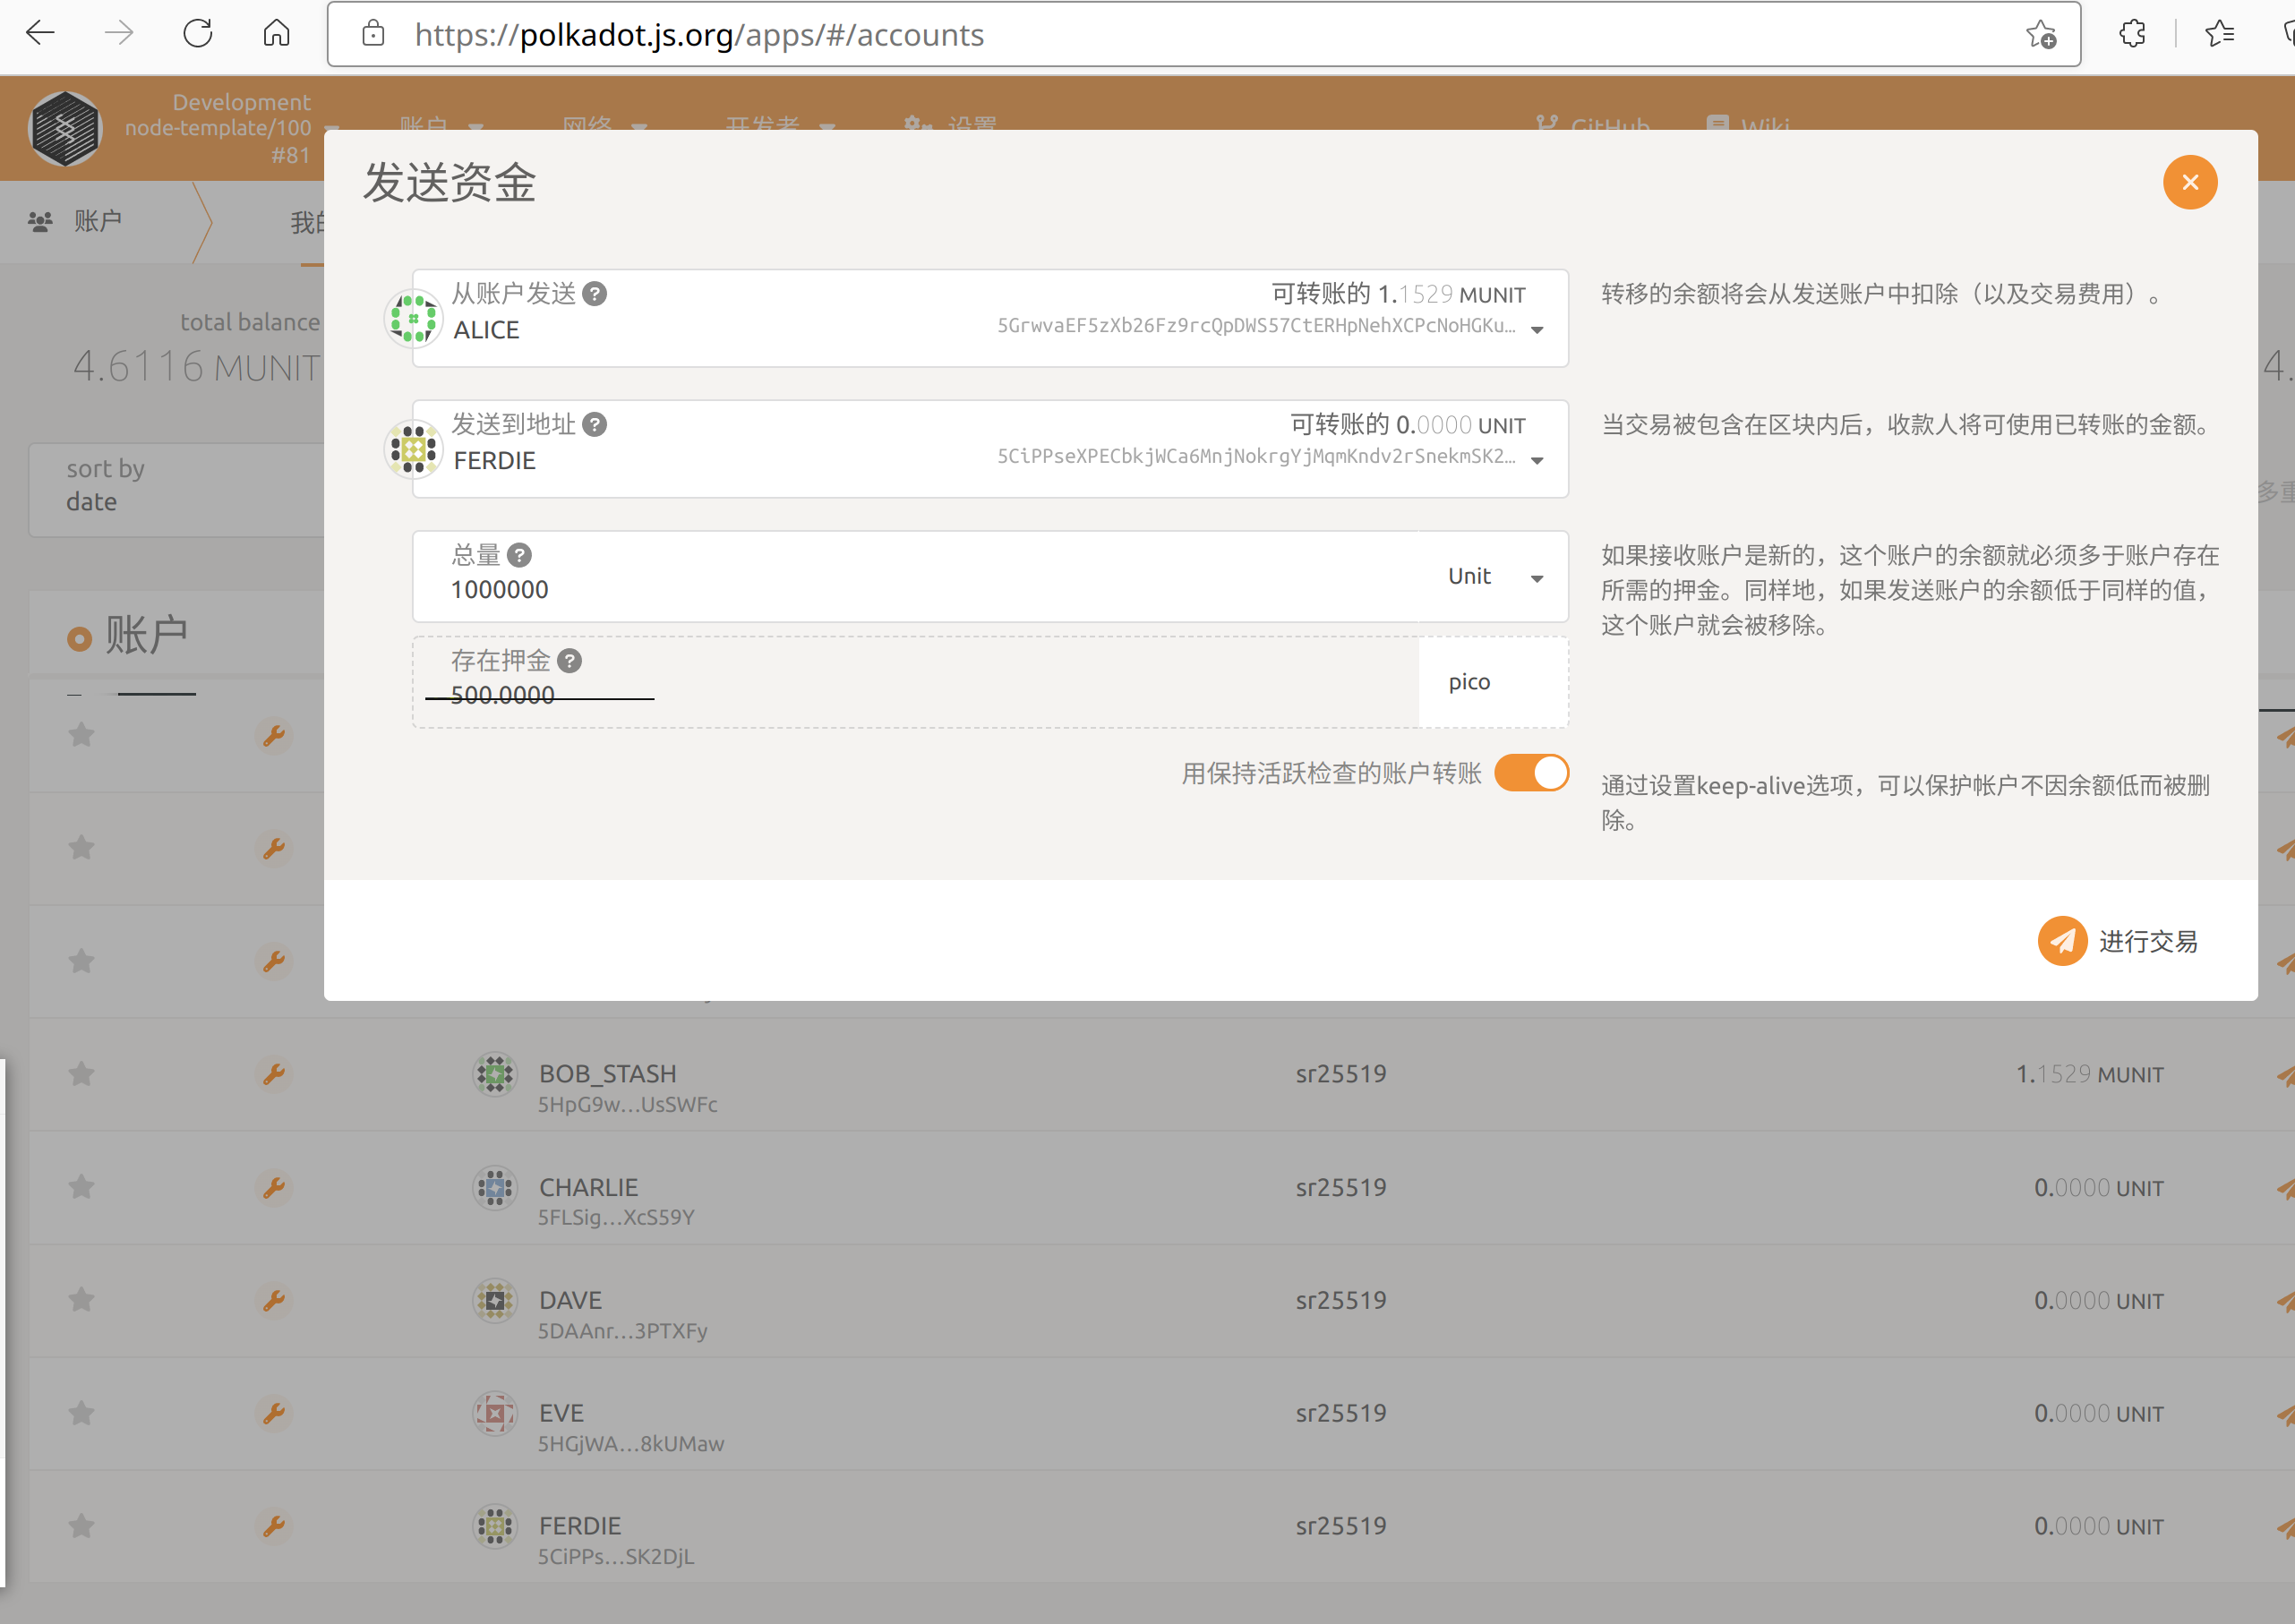 https://polkadot.js.org/apps/#/accounts
Development
node-template/100
#81
账户
网络
开发者
设置
GitHub
Wiki
账户
我的
total balance
4.6116 MUNIT
4.
sort by
date
多重
账户
发送资金
从账户发送
ALICE
可转账的 1.1529 MUNIT
5GrwvaEF5zXb26Fz9rcQpDWS57CtERHpNehXCPcNoHGKu...
转移的余额将会从发送账户中扣除（以及交易费用）。
发送到地址
FERDIE
可转账的 0.0000 UNIT
5CiPPseXPECbkjWCa6MnjNokrgYjMqmKndv2rSnekmSK2...
当交易被包含在区块内后，收款人将可使用已转账的金额。
总量
1000000
Unit
如果接收账户是新的，这个账户的余额就必须多于账户存在
所需的押金。同样地，如果发送账户的余额低于同样的值，
这个账户就会被移除。
存在押金
500.0000
pico
用保持活跃检查的账户转账
通过设置keep-alive选项，可以保护帐户不因余额低而被删
除。
进行交易
BOB_STASH
5HpG9w...UsSWFc
sr25519
1.1529 MUNIT
CHARLIE
5FLSig...XcS59Y
sr25519
0.0000 UNIT
DAVE
5DAAnr...3PTXFy
sr25519
0.0000 UNIT
EVE
5HGjWA...8kUMaw
sr25519
0.0000 UNIT
FERDIE
5CiPPs...SK2DjL
sr25519
0.0000 UNIT